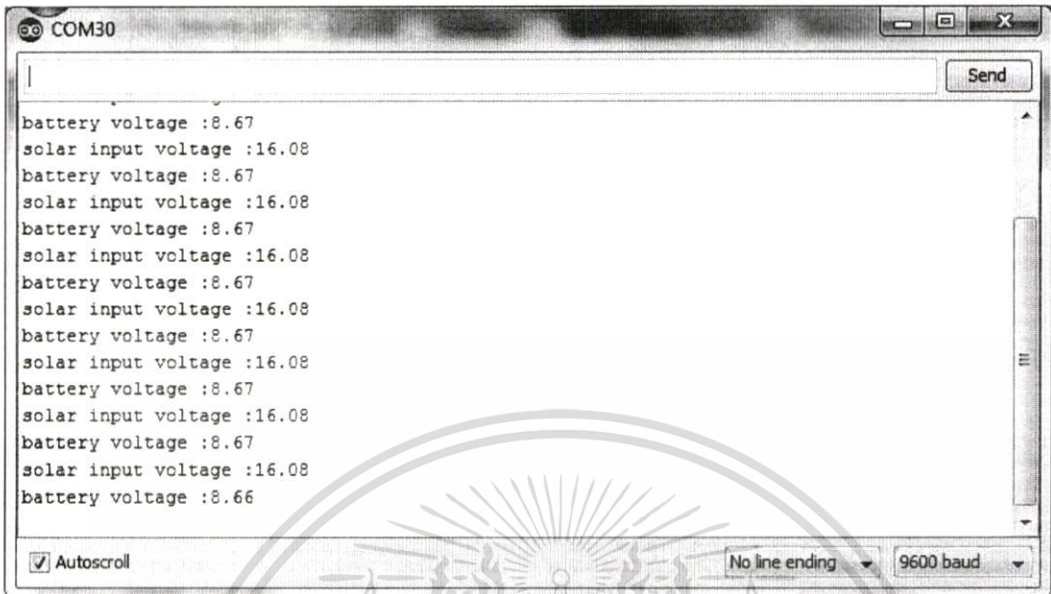 COM30
Send
battery voltage :8.67
solar input voltage :16.08
battery voltage :8.67
solar input voltage :16.08
battery voltage :8.67
solar input voltage :16.08
battery voltage :8.67
solar input voltage :16.08
battery voltage :8.67
solar input voltage :16.08
battery voltage :8.67
solar input voltage :16.08
battery voltage :8.67
solar input voltage :16.08
battery voltage :8.66
Autoscroll
No line ending
9600 baud